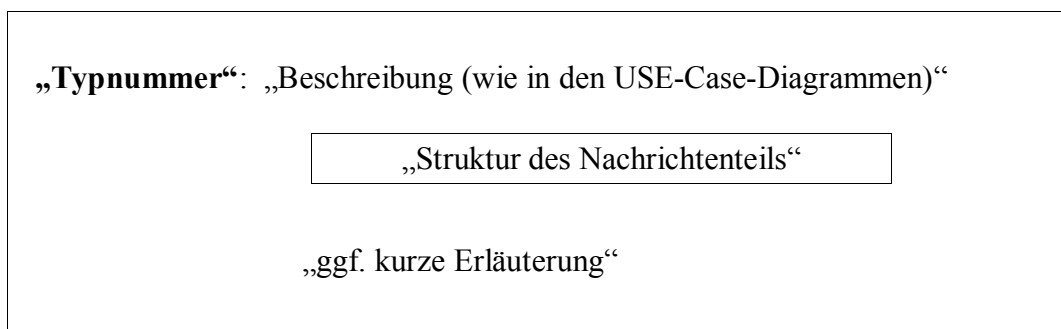 „Typnummer“: „Beschreibung (wie in den USE-Case-Diagrammen)“
„Struktur des Nachrichtenteils“
„ggf. kurze Erläuterung“